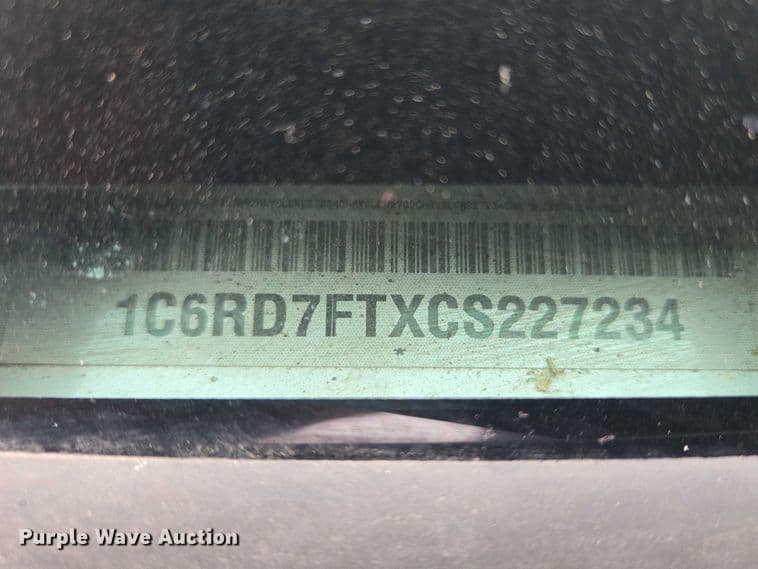 1C6RD7FTXCS227234
*
Purple Wave Auction